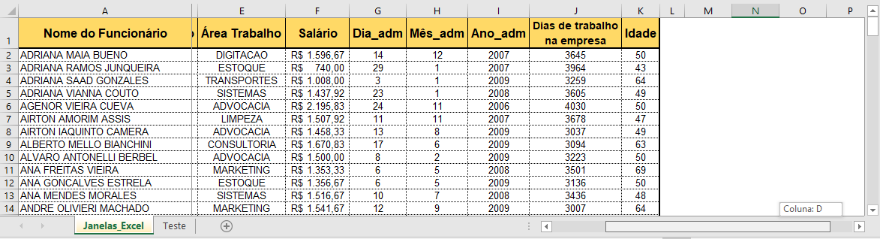 A E F G H I J K L M N O P
1 Nome do Funcionário Área Trabalho Salário Dia_adm Mês_adm Ano_adm Dias de trabalho na empresa Idade
2 ADRIANA MAIA BUENO DIGITACAO R$ 1.596,67 14 12 2007 3645 50
3 ADRIANA RAMOS JUNQUEIRA ESTOQUE R$ 740,00 29 1 2007 3964 43
4 ADRIANA SAAD GONZALES TRANSPORTES R$ 1.008,00 3 1 2009 3259 64
5 ADRIANA VIANNA COUTO SISTEMAS R$ 1.437,92 23 1 2008 3605 49
6 AGENOR VIEIRA CUEVA ADVOCACIA R$ 2.195,83 24 11 2006 4030 50
7 AIRTON AMORIM ASSIS LIMPEZA R$ 1.507,92 11 11 2007 3678 47
8 AIRTON IAQUINTO CAMERA ADVOCACIA R$ 1.458,33 13 8 2009 3037 49
9 ALBERTO MELLO BIANCHINI CONSULTORIA R$ 1.670,83 17 6 2009 3094 63
10 ALVARO ANTONELLI BERBEL ADVOCACIA R$ 1.500,00 8 2 2009 3223 50
11 ANA FREITAS VIEIRA MARKETING R$ 1.353,33 6 5 2008 3501 69
12 ANA GONCALVES ESTRELA ESTOQUE R$ 1.356,67 6 5 2009 3136 50
13 ANA MENDES MORALES SISTEMAS R$ 1.516,67 10 7 2008 3436 48
14 ANDRE OLIVIERI MACHADO MARKETING R$ 1.541,67 12 9 2009 3007 64
Coluna: D
Janelas_Excel Teste